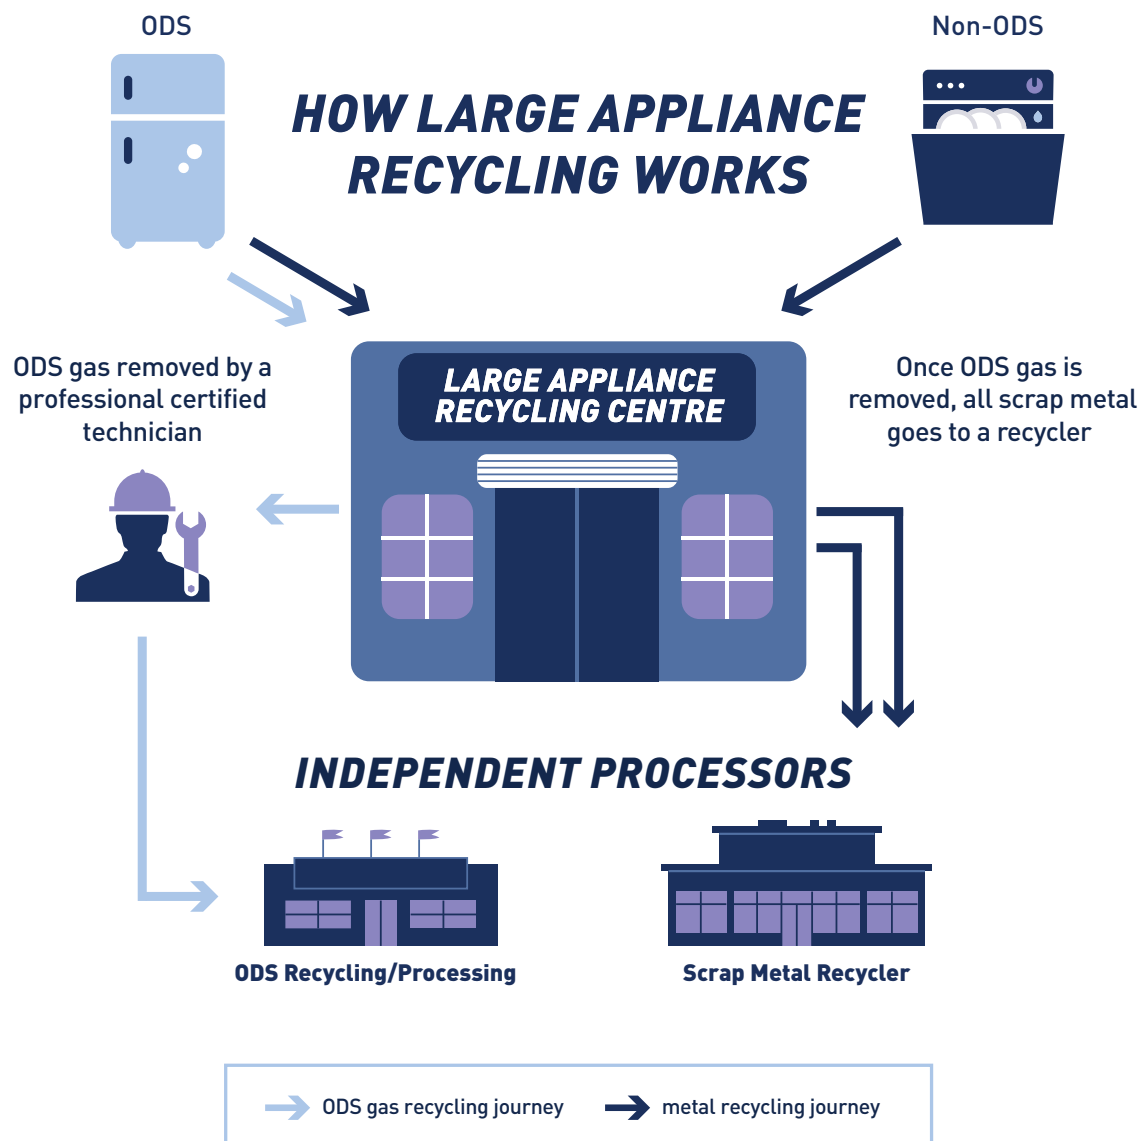 ODS
Non-ODS
HOW LARGE APPLIANCE
RECYCLING WORKS
ODS gas removed by a
professional certified
technician
LARGE APPLIANCE
RECYCLING CENTRE
Once ODS gas is
removed, all scrap metal
goes to a recycler
INDEPENDENT PROCESSORS
ODS Recycling/Processing
Scrap Metal Recycler
ODS gas recycling journey
metal recycling journey